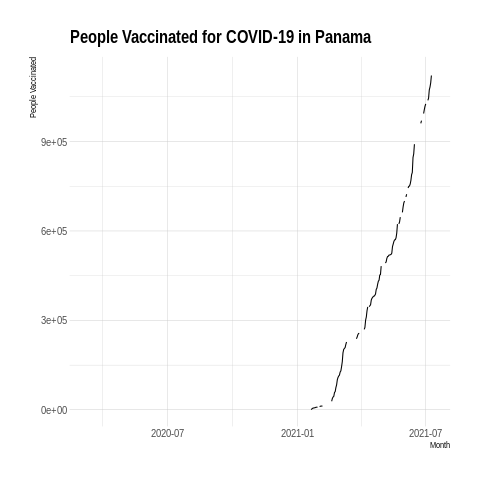 People Vaccinated for COVID-19 in Panama
People Vaccinated
9e+05
6e+05
3e+05
0e+00
2020-07
2021-01
2021-07
Month